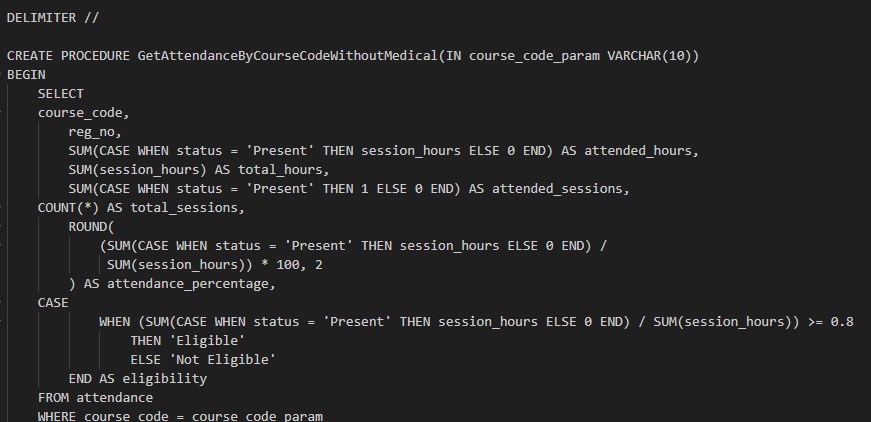 DELIMITER //
CREATE PROCEDURE GetAttendanceByCourseCodeWithoutMedical(IN course_code_param VARCHAR(10))
BEGIN
SELECT
course_code,
reg_no,
SUM(CASE WHEN status = 'Present' THEN session_hours ELSE 0 END) AS attended_hours,
SUM(session_hours) AS total_hours,
SUM(CASE WHEN status = 'Present' THEN 1 ELSE 0 END) AS attended_sessions,
COUNT(*) AS total_sessions,
ROUND(
(SUM(CASE WHEN status = 'Present' THEN session_hours ELSE 0 END) /
SUM(session_hours)) * 100, 2
) AS attendance_percentage,
CASE
WHEN (SUM(CASE WHEN status = 'Present' THEN session_hours ELSE 0 END) / SUM(session_hours)) >= 0.8
THEN 'Eligible'
ELSE 'Not Eligible'
END AS eligibility
FROM attendance
WHERE course_code = course_code_param